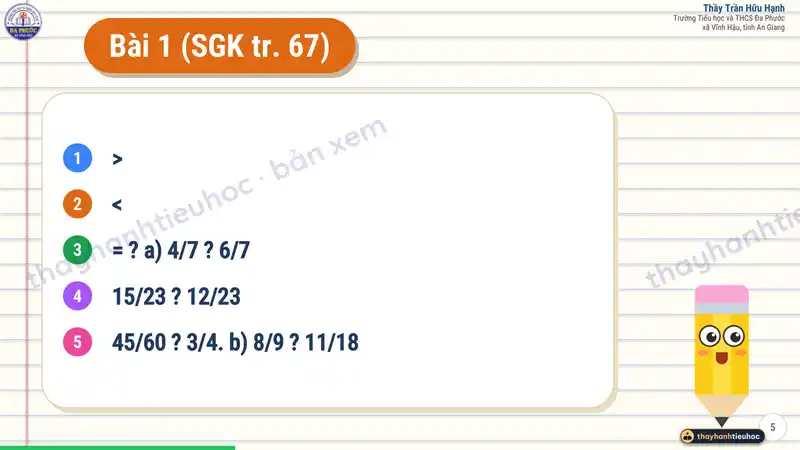 Thầy Trần Hữu Hạnh
Trường Tiểu học và THCS Đa Phước
xã Vĩnh Hậu, tỉnh An Giang
ĐA PHƯỚC
Bài 1 (SGK tr. 67)
1 >
2 <
3 = ? a) 4/7 ? 6/7
4 15/23 ? 12/23
5 45/60 ? 3/4. b) 8/9 ? 11/18
thayhanhtieuhoc · bản xem
thayhanhtieuhoc
5